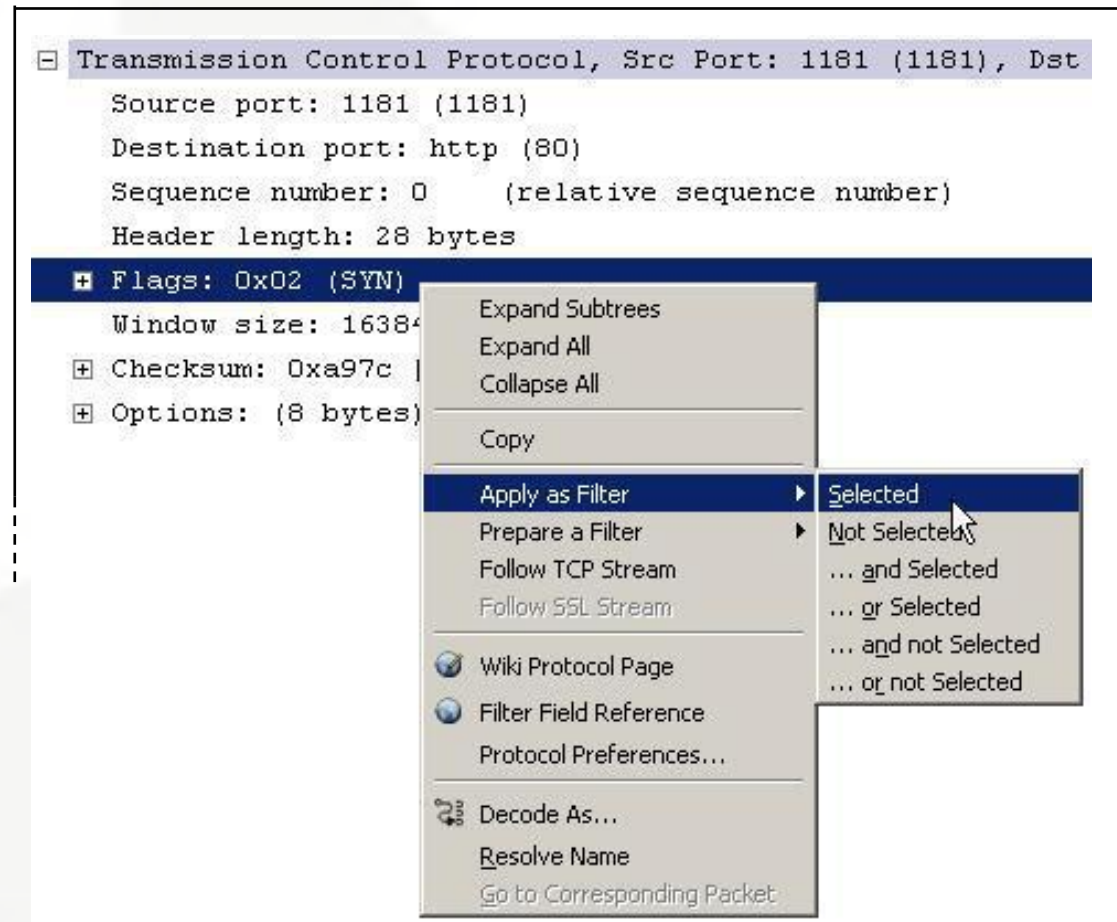 Transmission Control Protocol, Src Port: 1181 (1181), Dst
Source port: 1181 (1181)
Destination port: http (80)
Sequence number: 0    (relative sequence number)
Header length: 28 bytes
Flags: 0x02 (SYN)
Window size: 16384
Checksum: 0xa97c
Options: (8 bytes)
Expand Subtrees
Expand All
Collapse All
Copy
Apply as Filter
Prepare a Filter
Follow TCP Stream
Follow SSL Stream
Wiki Protocol Page
Filter Field Reference
Protocol Preferences...
Decode As...
Resolve Name
Go to Corresponding Packet
Selected
Not Selected
... and Selected
... or Selected
... and not Selected
... or not Selected